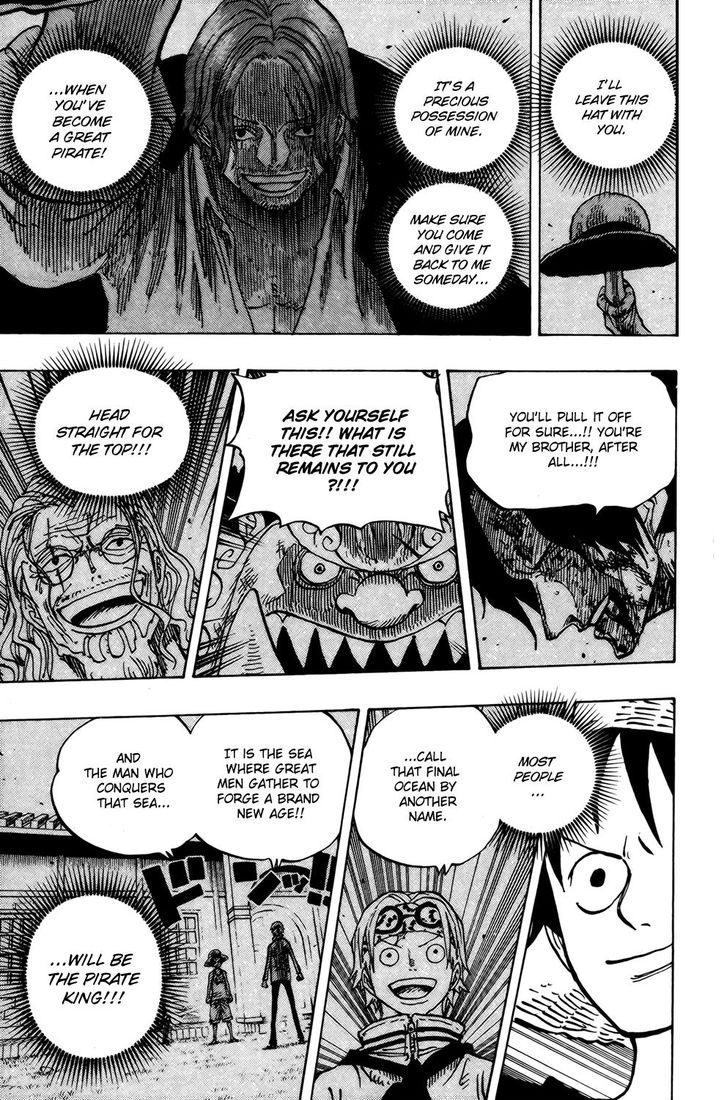 I'LL
LEAVE THIS
HAT WITH
YOU.
IT'S A
PRECIOUS
POSSESSION
OF MINE.
MAKE SURE
YOU COME
AND GIVE IT
BACK TO ME
SOMEDAY...
...WHEN
YOU'VE
BECOME
A GREAT
PIRATE!
YOU'LL PULL IT OFF
FOR SURE...!! YOU'RE
MY BROTHER, AFTER
ALL...!!!
ASK YOURSELF
THIS!! WHAT IS
THERE THAT STILL
REMAINS TO YOU
?!!!
HEAD
STRAIGHT FOR
THE TOP!!!
MOST
PEOPLE
...
...CALL
THAT FINAL
OCEAN BY
ANOTHER
NAME.
IT IS THE SEA
WHERE GREAT
MEN GATHER TO
FORGE A BRAND
NEW AGE!!
AND
THE MAN WHO
CONQUERS
THAT SEA...
ドドン!!
...WILL BE
THE PIRATE
KING!!!